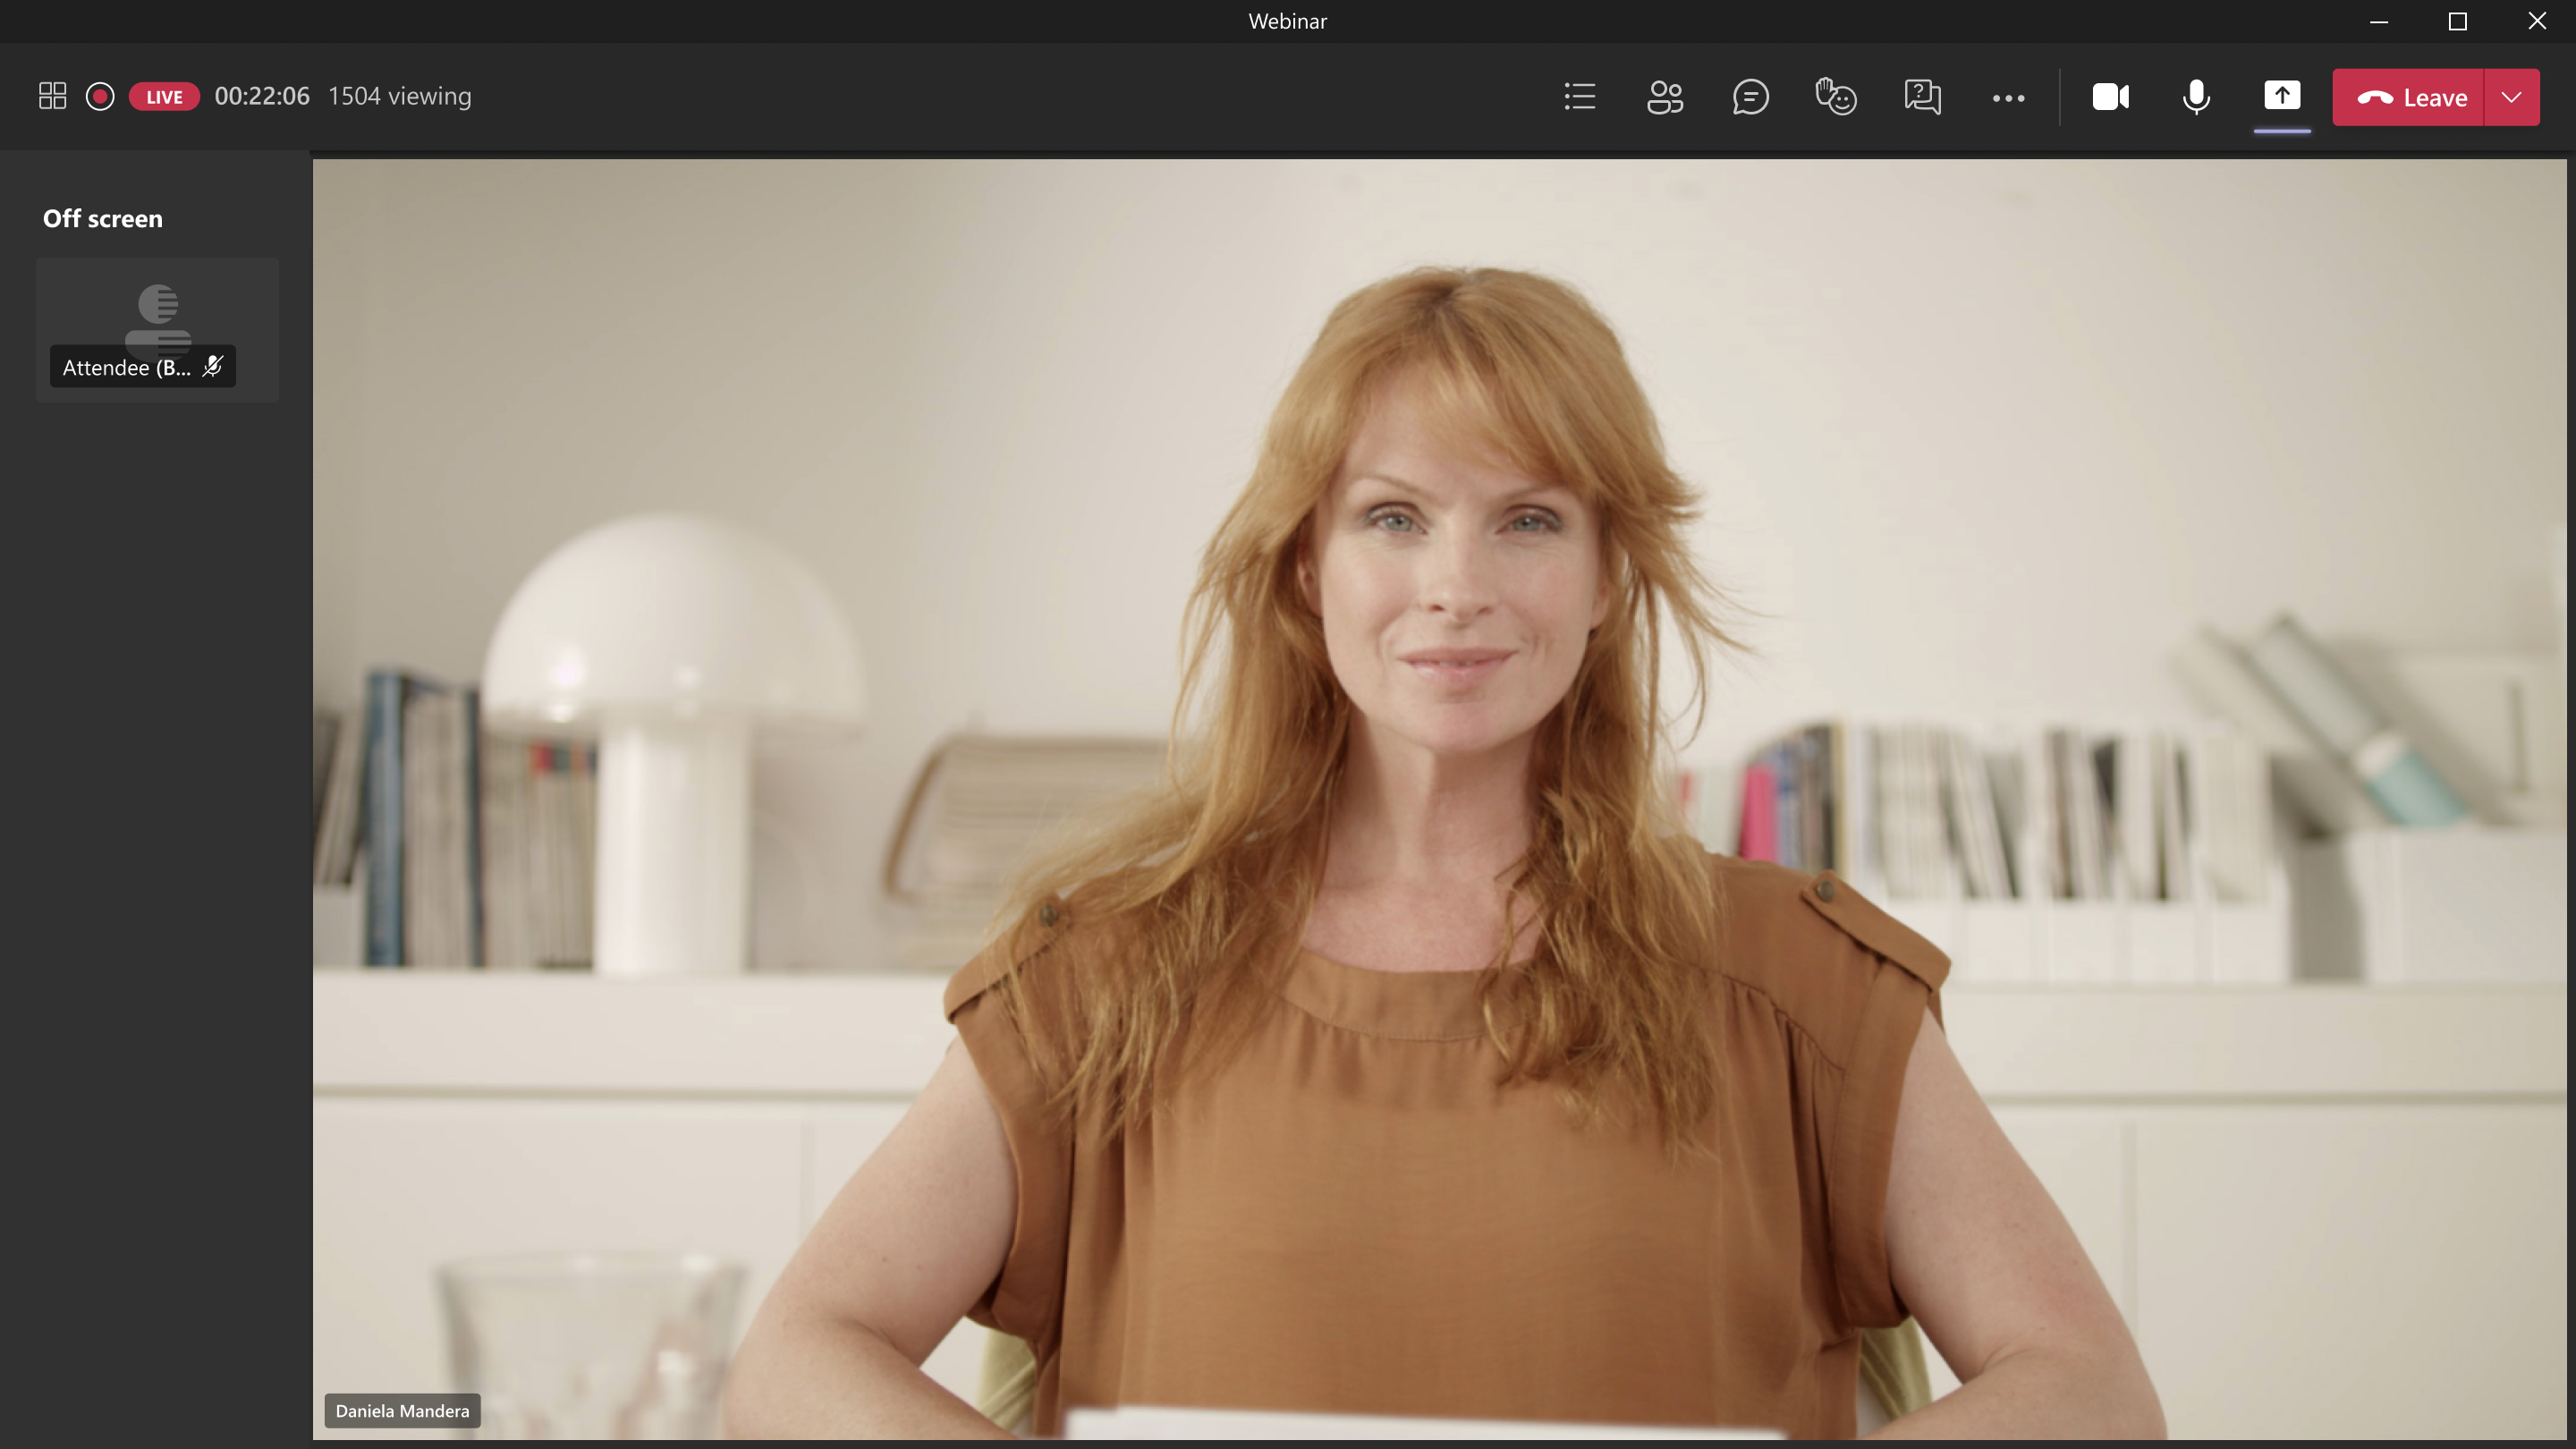 Webinar
LIVE 00:22:06 1504 viewing
Leave
Off screen
Attendee (B...
Daniela Mandera